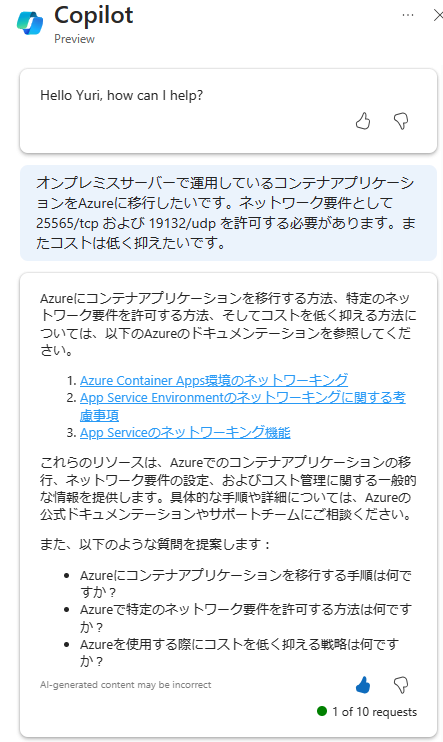 Copilot
Preview
Hello Yuri, how can I help?
オンプレミスサーバーで運用しているコンテナアプリケーシ
ョンをAzureに移行したいです。ネットワーク要件として
25565/tcp および 19132/udp を許可する必要があります。ま
たコストは低く抑えたいです。
Azureにコンテナアプリケーションを移行する方法、特定のネッ
トワーク要件を許可する方法、そしてコストを低く抑える方法に
ついては、以下のAzureのドキュメンテーションを参照してくだ
さい。
1. Azure Container Apps環境のネットワーキング
2. App Service Environmentのネットワーキングに関する考
慮事項
3. App Serviceのネットワーキング機能
これらのリソースは、Azureでのコンテナアプリケーションの移
行、ネットワーク要件の設定、およびコスト管理に関する一般的
な情報を提供します。具体的な手順や詳細については、Azureの
公式ドキュメンテーションやサポートチームにご相談ください。
また、以下のような質問を提案します：
• Azureにコンテナアプリケーションを移行する手順は何で
すか？
• Azureで特定のネットワーク要件を許可する方法は何です
か？
• Azureを使用する際にコストを低く抑える戦略は何です
か？
AI-generated content may be incorrect
1 of 10 requests